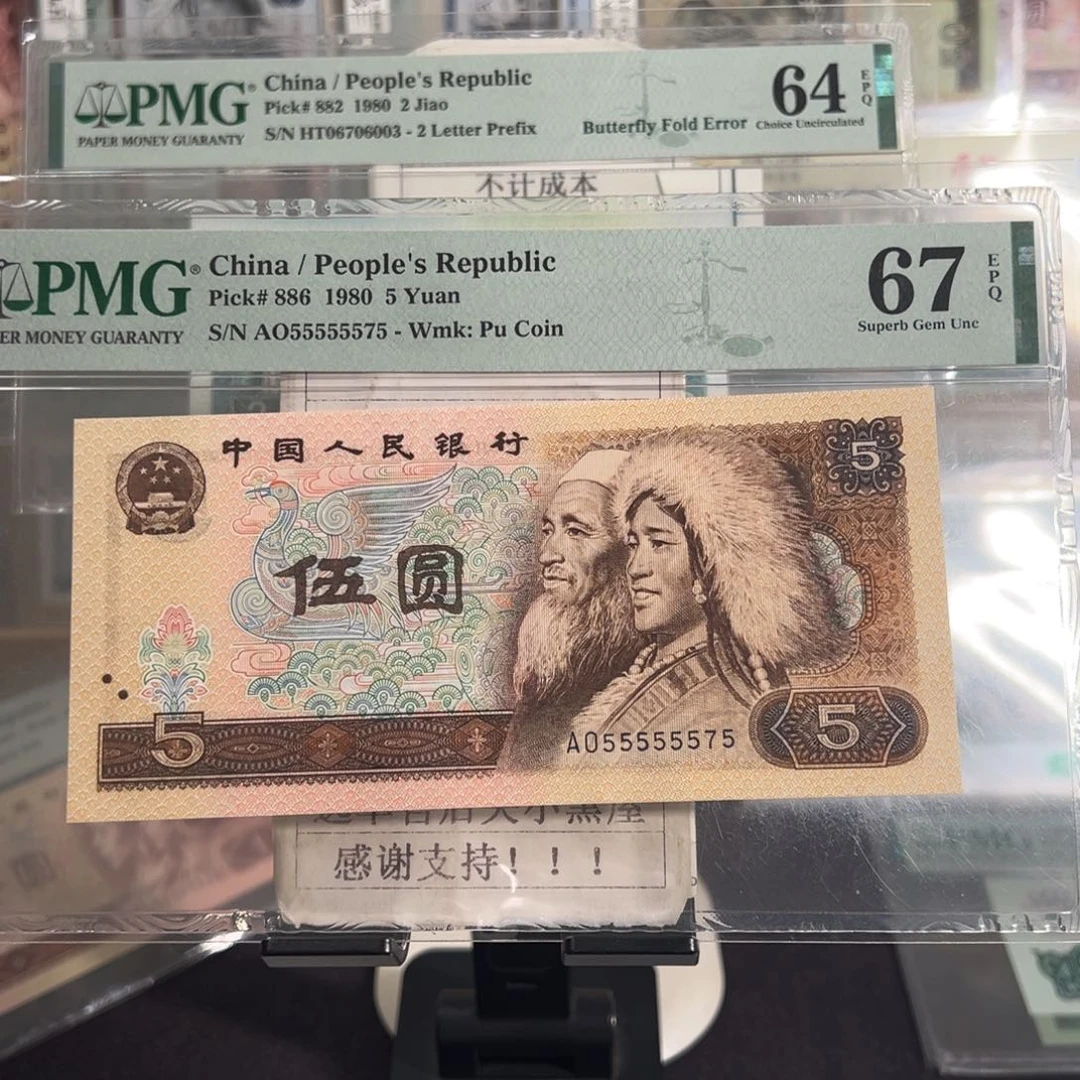 PMG®
PAPER MONEY GUARANTY
China / People's Republic
Pick# 882 1980 2 Jiao
S/N HT06706003 - 2 Letter Prefix
Butterfly Fold Error
64
EPQ
Choice Uncirculated
不计成本
PMG®
ER MONEY GUARANTY
China / People's Republic
Pick# 886 1980 5 Yuan
S/N AO55555575 - Wmk: Pu Coin
67
EPQ
Superb Gem Unc
中国人民银行
5
伍圆
5
AO55555575
5
感谢支持！！！